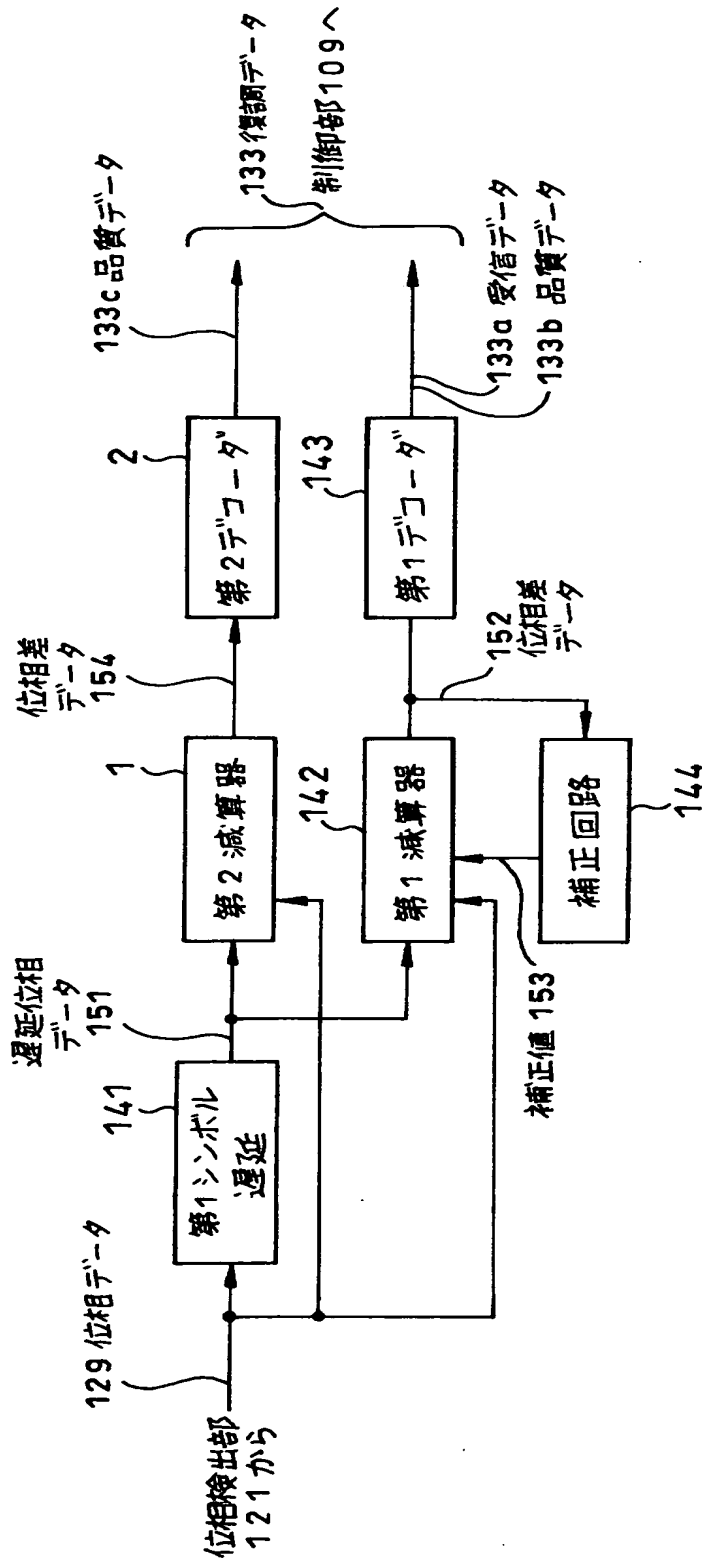 位相検出部
121から
129 位相データ
141
第1シンボル
遅延
遅延位相
データ
151
1
第2減算器
位相差
データ
154
2
第2デコーダ
133c 品質データ
133 復調データ
制御部109へ
142
第1減算器
補正値 153
補正回路
144
152
位相差
データ
143
第1デコーダ
133a 受信データ
133b 品質データ